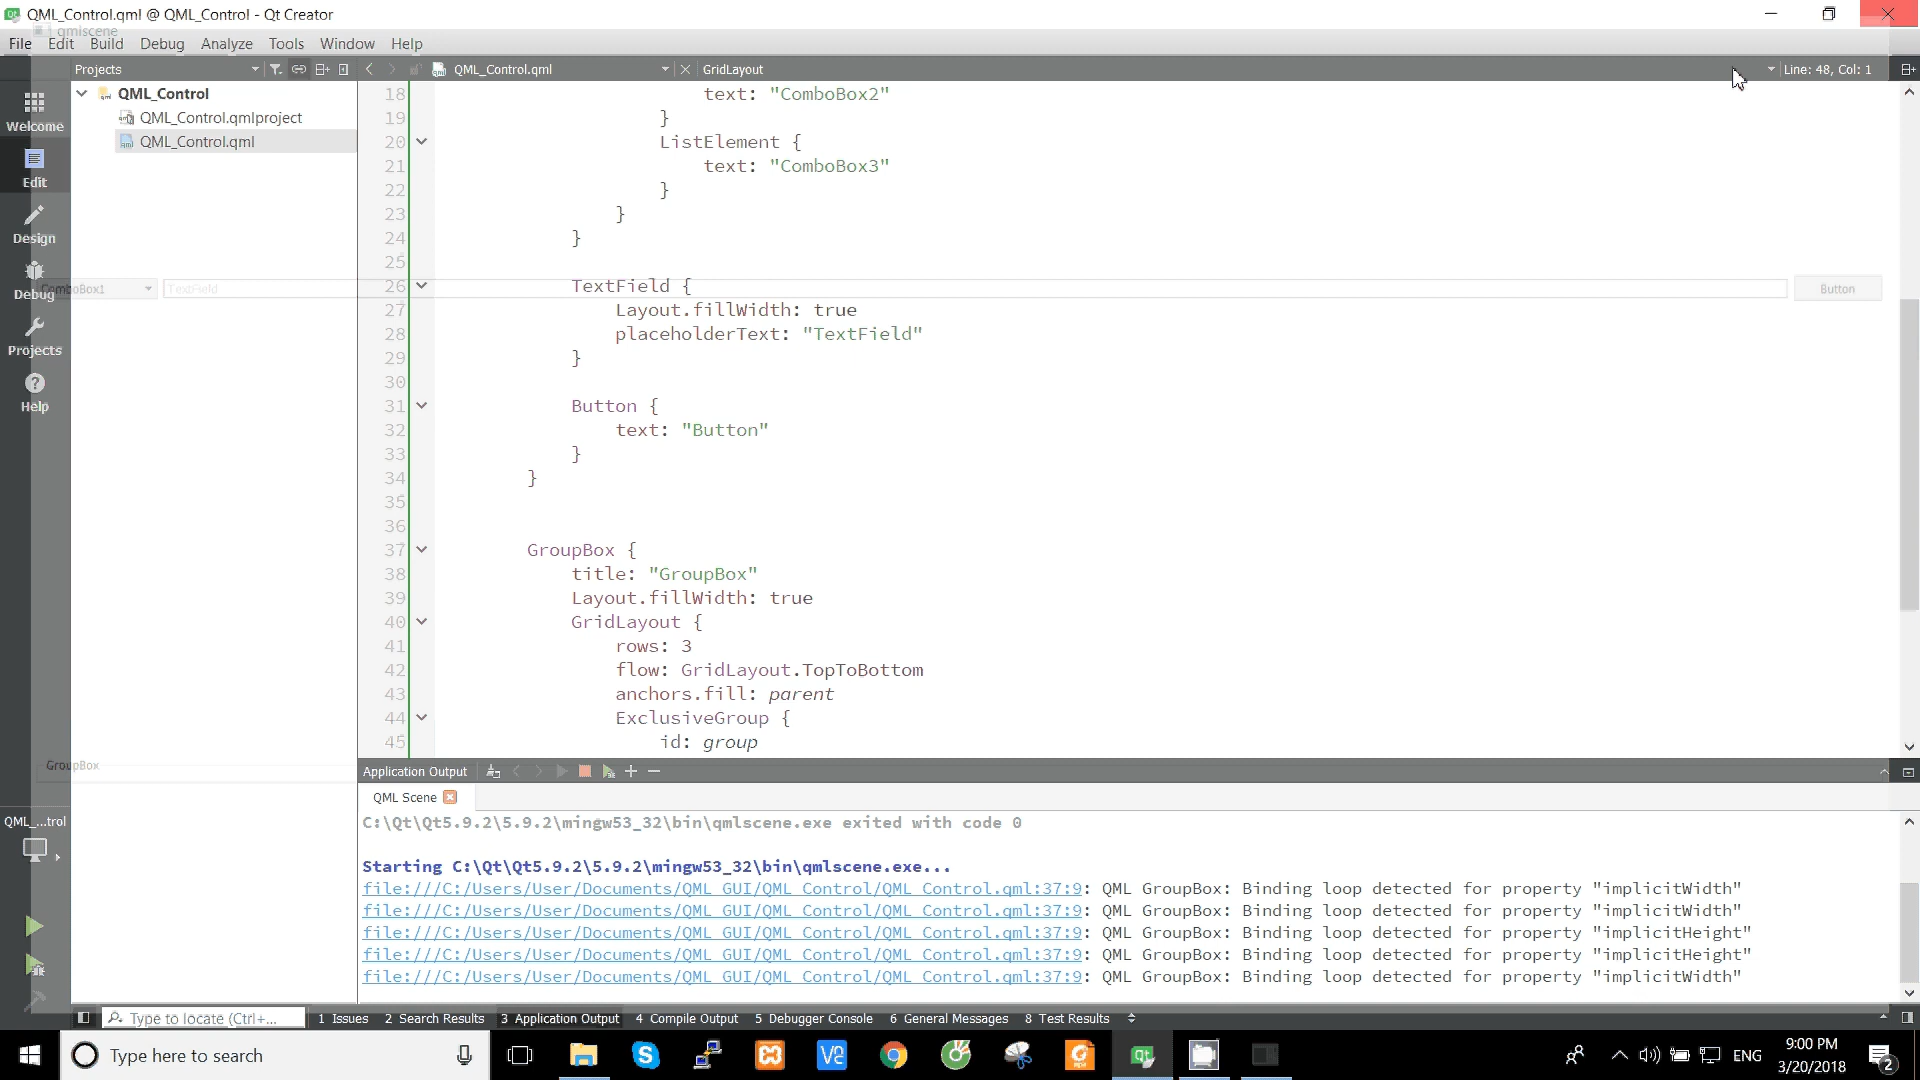 QML_Control.qml @ QML_Control - Qt Creator
qmlscene
File Edit Build Debug Analyze Tools Window Help
Projects QML_Control.qml GridLayout Line: 48, Col: 1
QML_Control
QML_Control.qmlproject
QML_Control.qml
Welcome
Edit
Design
Debug
Projects
Help
18 text: "ComboBox2"
19 }
20 ListElement {
21 text: "ComboBox3"
22 }
23 }
24 }
25
26 TextField {
ComboBox1 TextField Button
27 Layout.fillWidth: true
28 placeholderText: "TextField"
29 }
30
31 Button {
32 text: "Button"
33 }
34 }
35
36
37 GroupBox {
38 title: "GroupBox"
39 Layout.fillWidth: true
40 GridLayout {
41 rows: 3
42 flow: GridLayout.TopToBottom
43 anchors.fill: parent
44 ExclusiveGroup {
45 id: group
GroupBox
Application Output
QML Scene
QML_...trol
C:\Qt\Qt5.9.2\5.9.2\mingw53_32\bin\qmlscene.exe exited with code 0
Starting C:\Qt\Qt5.9.2\5.9.2\mingw53_32\bin\qmlscene.exe...
file:///C:/Users/User/Documents/QML_GUI/QML_Control/QML_Control.qml:37:9: QML GroupBox: Binding loop detected for property "implicitWidth"
file:///C:/Users/User/Documents/QML_GUI/QML_Control/QML_Control.qml:37:9: QML GroupBox: Binding loop detected for property "implicitWidth"
file:///C:/Users/User/Documents/QML_GUI/QML_Control/QML_Control.qml:37:9: QML GroupBox: Binding loop detected for property "implicitHeight"
file:///C:/Users/User/Documents/QML_GUI/QML_Control/QML_Control.qml:37:9: QML GroupBox: Binding loop detected for property "implicitHeight"
file:///C:/Users/User/Documents/QML_GUI/QML_Control/QML_Control.qml:37:9: QML GroupBox: Binding loop detected for property "implicitWidth"
Type to locate (Ctrl+... 1 Issues 2 Search Results 3 Application Output 4 Compile Output 5 Debugger Console 6 General Messages 8 Test Results
Type here to search
ENG
9:00 PM
3/20/2018
2